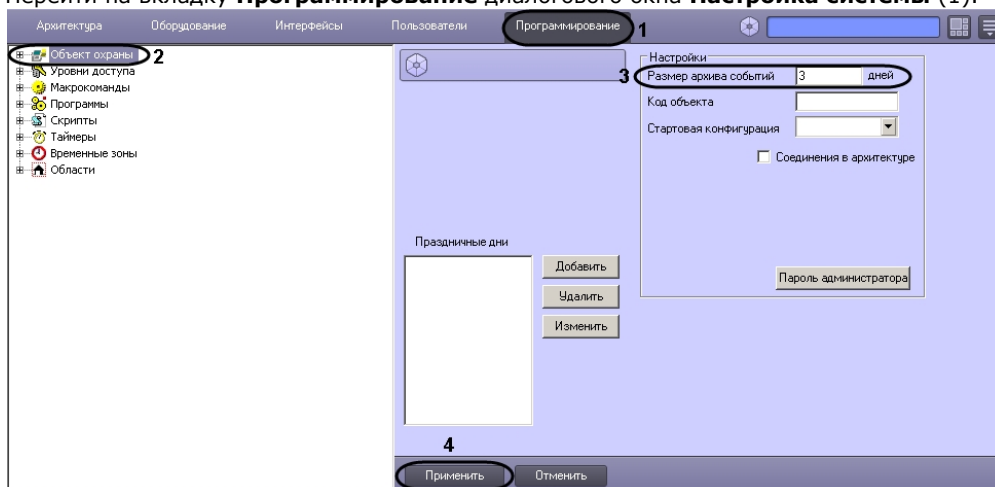 Перейти на вкладку Программирование диалогового окна Настройка системы (1).
Архитектура Оборудование Интерфейсы Пользователи Программирование 1
Объект охраны 2
Уровни доступа
Макрокоманды
Программы
Скрипты
Таймеры
Временные зоны
Области
Настройки
3 Размер архива событий 3 дней
Код объекта
Стартовая конфигурация
Соединения в архитектуре
Праздничные дни
Добавить
Удалить
Изменить
Пароль администратора
4
Применить Отменить